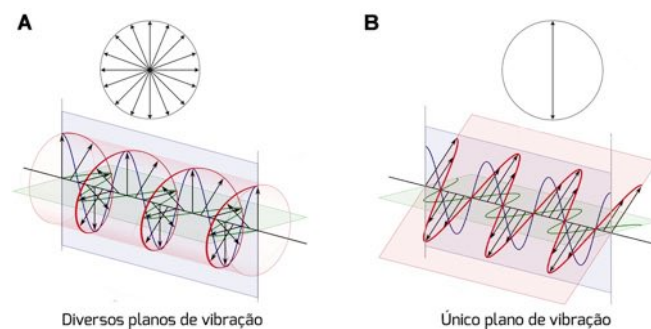 A
B
Diversos planos de vibração
Único plano de vibração